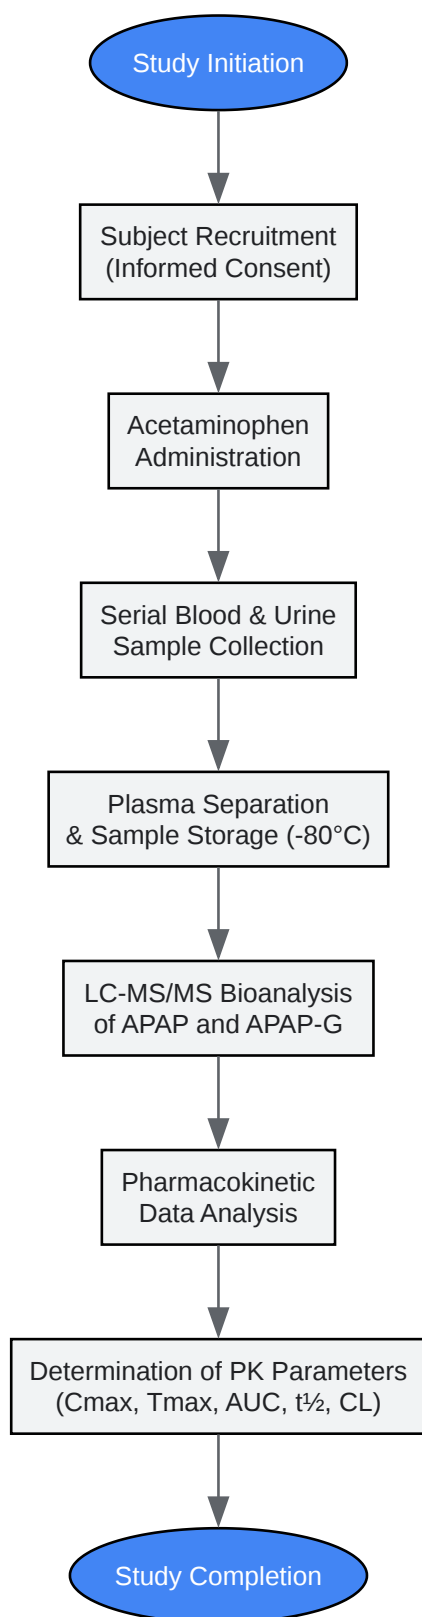 Study Initiation
Subject Recruitment
(Informed Consent)
Acetaminophen
Administration
Serial Blood & Urine
Sample Collection
Plasma Separation
& Sample Storage (-80°C)
LC-MS/MS Bioanalysis
of APAP and APAP-G
Pharmacokinetic
Data Analysis
Determination of PK Parameters
(Cmax, Tmax, AUC, t½, CL)
Study Completion